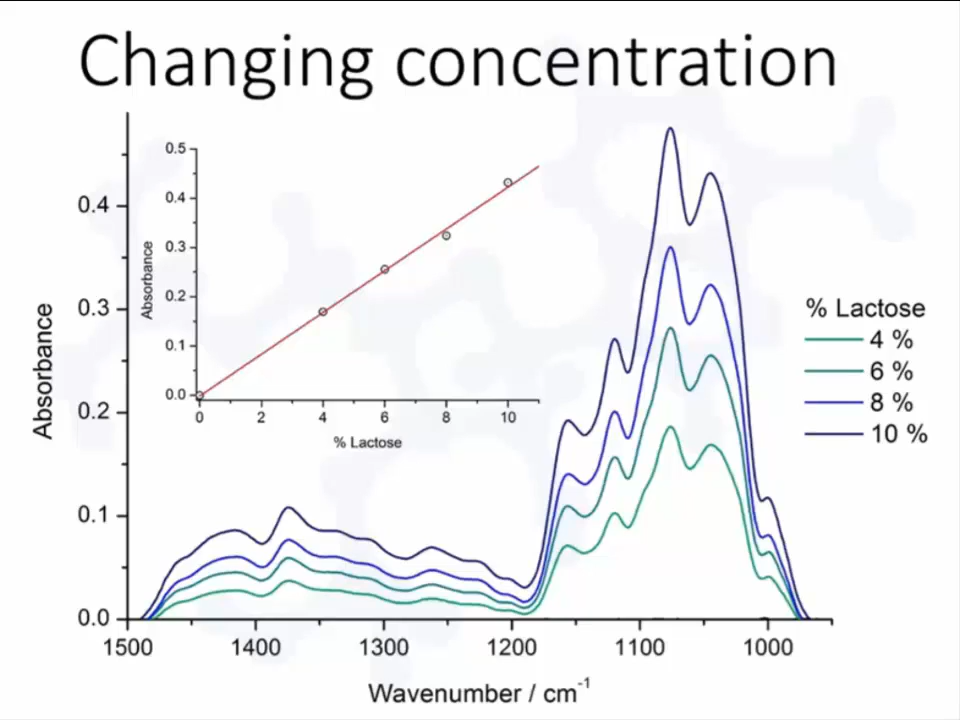 Changing concentration
Absorbance
0.4
0.3
0.2
0.1
0.0
1500 1400 1300 1200 1100 1000
Wavenumber / cm⁻¹
Absorbance
0.5
0.4
0.3
0.2
0.1
0.0
0 2 4 6 8 10
% Lactose
% Lactose
4 %
6 %
8 %
10 %